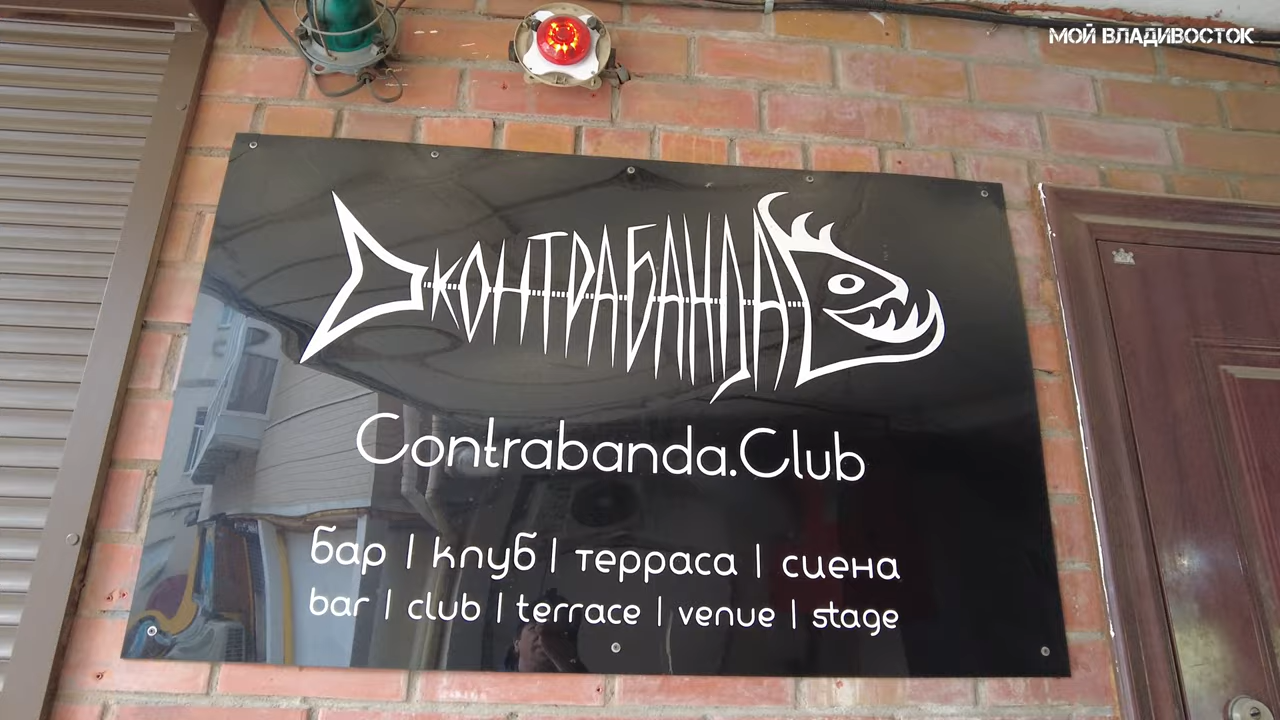 МОЙ ВЛАДИВОСТОК
КОНТРАБАНДА
Contrabanda.Club
бар | клуб | терраса | сцена
bar | club | terrace | venue | stage